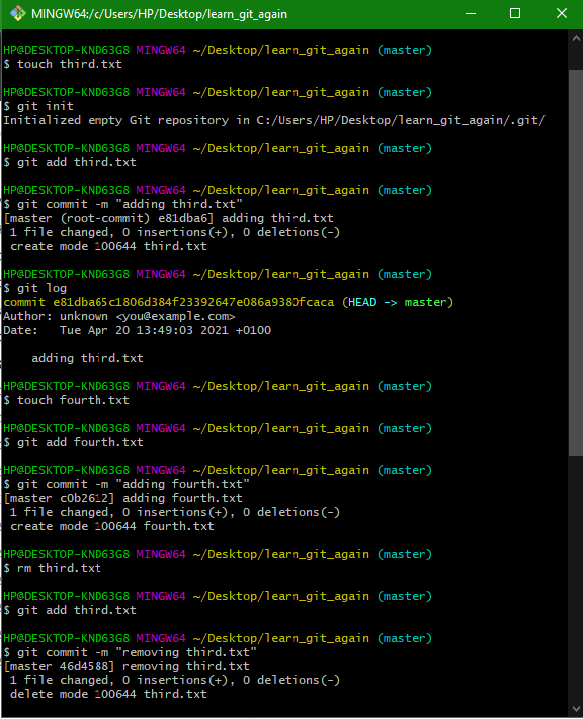 MINGW64:/c/Users/HP/Desktop/learn_git_again
HP@DESKTOP-KND63G8 MINGW64 ~/Desktop/learn_git_again (master)
$ touch third.txt
HP@DESKTOP-KND63G8 MINGW64 ~/Desktop/learn_git_again (master)
$ git init
Initialized empty Git repository in C:/Users/HP/Desktop/learn_git_again/.git/
HP@DESKTOP-KND63G8 MINGW64 ~/Desktop/learn_git_again (master)
$ git add third.txt
HP@DESKTOP-KND63G8 MINGW64 ~/Desktop/learn_git_again (master)
$ git commit -m "adding third.txt"
[master (root-commit) e81dba6] adding third.txt
 1 file changed, 0 insertions(+), 0 deletions(-)
 create mode 100644 third.txt
HP@DESKTOP-KND63G8 MINGW64 ~/Desktop/learn_git_again (master)
$ git log
commit e81dba65c1806d384f23392647e086a9380fcaca (HEAD -> master)
Author: unknown <you@example.com>
Date:   Tue Apr 20 13:49:03 2021 +0100
    adding third.txt
HP@DESKTOP-KND63G8 MINGW64 ~/Desktop/learn_git_again (master)
$ touch fourth.txt
HP@DESKTOP-KND63G8 MINGW64 ~/Desktop/learn_git_again (master)
$ git add fourth.txt
HP@DESKTOP-KND63G8 MINGW64 ~/Desktop/learn_git_again (master)
$ git commit -m "adding fourth.txt"
[master c0b2612] adding fourth.txt
 1 file changed, 0 insertions(+), 0 deletions(-)
 create mode 100644 fourth.txt
HP@DESKTOP-KND63G8 MINGW64 ~/Desktop/learn_git_again (master)
$ rm third.txt
HP@DESKTOP-KND63G8 MINGW64 ~/Desktop/learn_git_again (master)
$ git add third.txt
HP@DESKTOP-KND63G8 MINGW64 ~/Desktop/learn_git_again (master)
$ git commit -m "removing third.txt"
[master 46d4588] removing third.txt
 1 file changed, 0 insertions(+), 0 deletions(-)
 delete mode 100644 third.txt